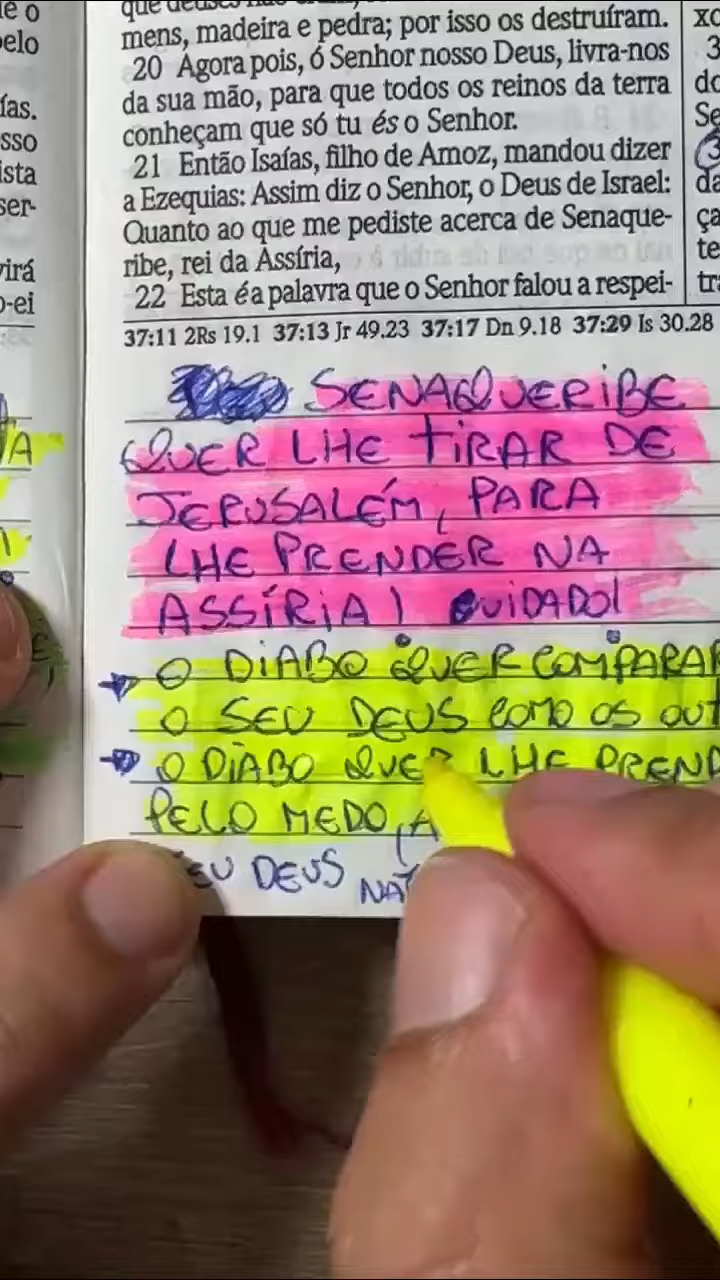 mens, madeira e pedra; por isso os destruíram.
20 Agora pois, ó Senhor nosso Deus, livra-nos
da sua mão, para que todos os reinos da terra
conheçam que só tu és o Senhor.
21 Então Isaías, filho de Amoz, mandou dizer
a Ezequias: Assim diz o Senhor, o Deus de Israel:
Quanto ao que me pediste acerca de Senaque-
ribe, rei da Assíria,
22 Esta é a palavra que o Senhor falou a respei-
37:11 2Rs 19.1 37:13 Jr 49.23 37:17 Dn 9.18 37:29 Is 30.28
SENAQUERIBE
QUER LHE TIRAR DE
JERUSALÉM, PARA
LHE PRENDER NA
ASSÍRIA! CUIDADO!
O DIABO QUER COMPARAR
O SEU DEUS COMO OS OUT
O DIABO QUER LHE PREND
PELO MEDO, A
EU DEUS NÃ